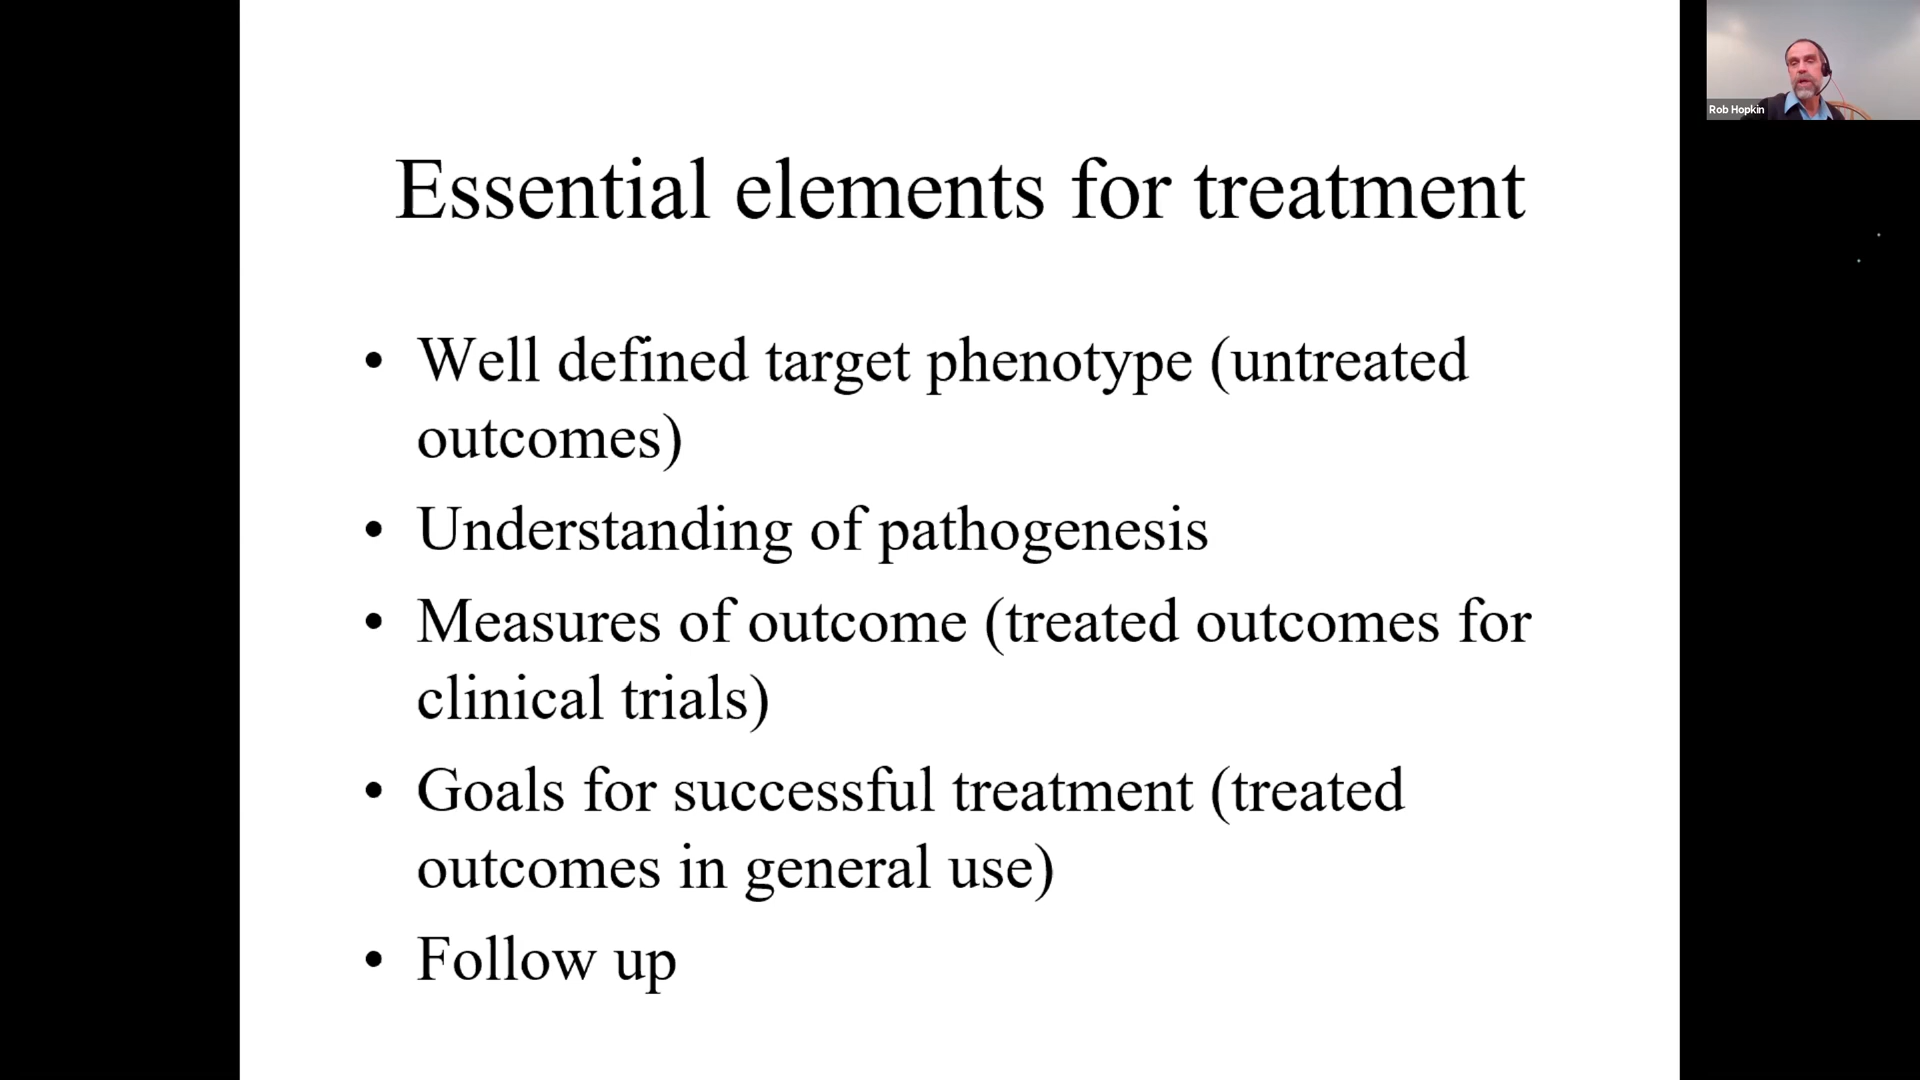 Rob Hopkin
Essential elements for treatment
• Well defined target phenotype (untreated
outcomes)
• Understanding of pathogenesis
• Measures of outcome (treated outcomes for
clinical trials)
• Goals for successful treatment (treated
outcomes in general use)
• Follow up